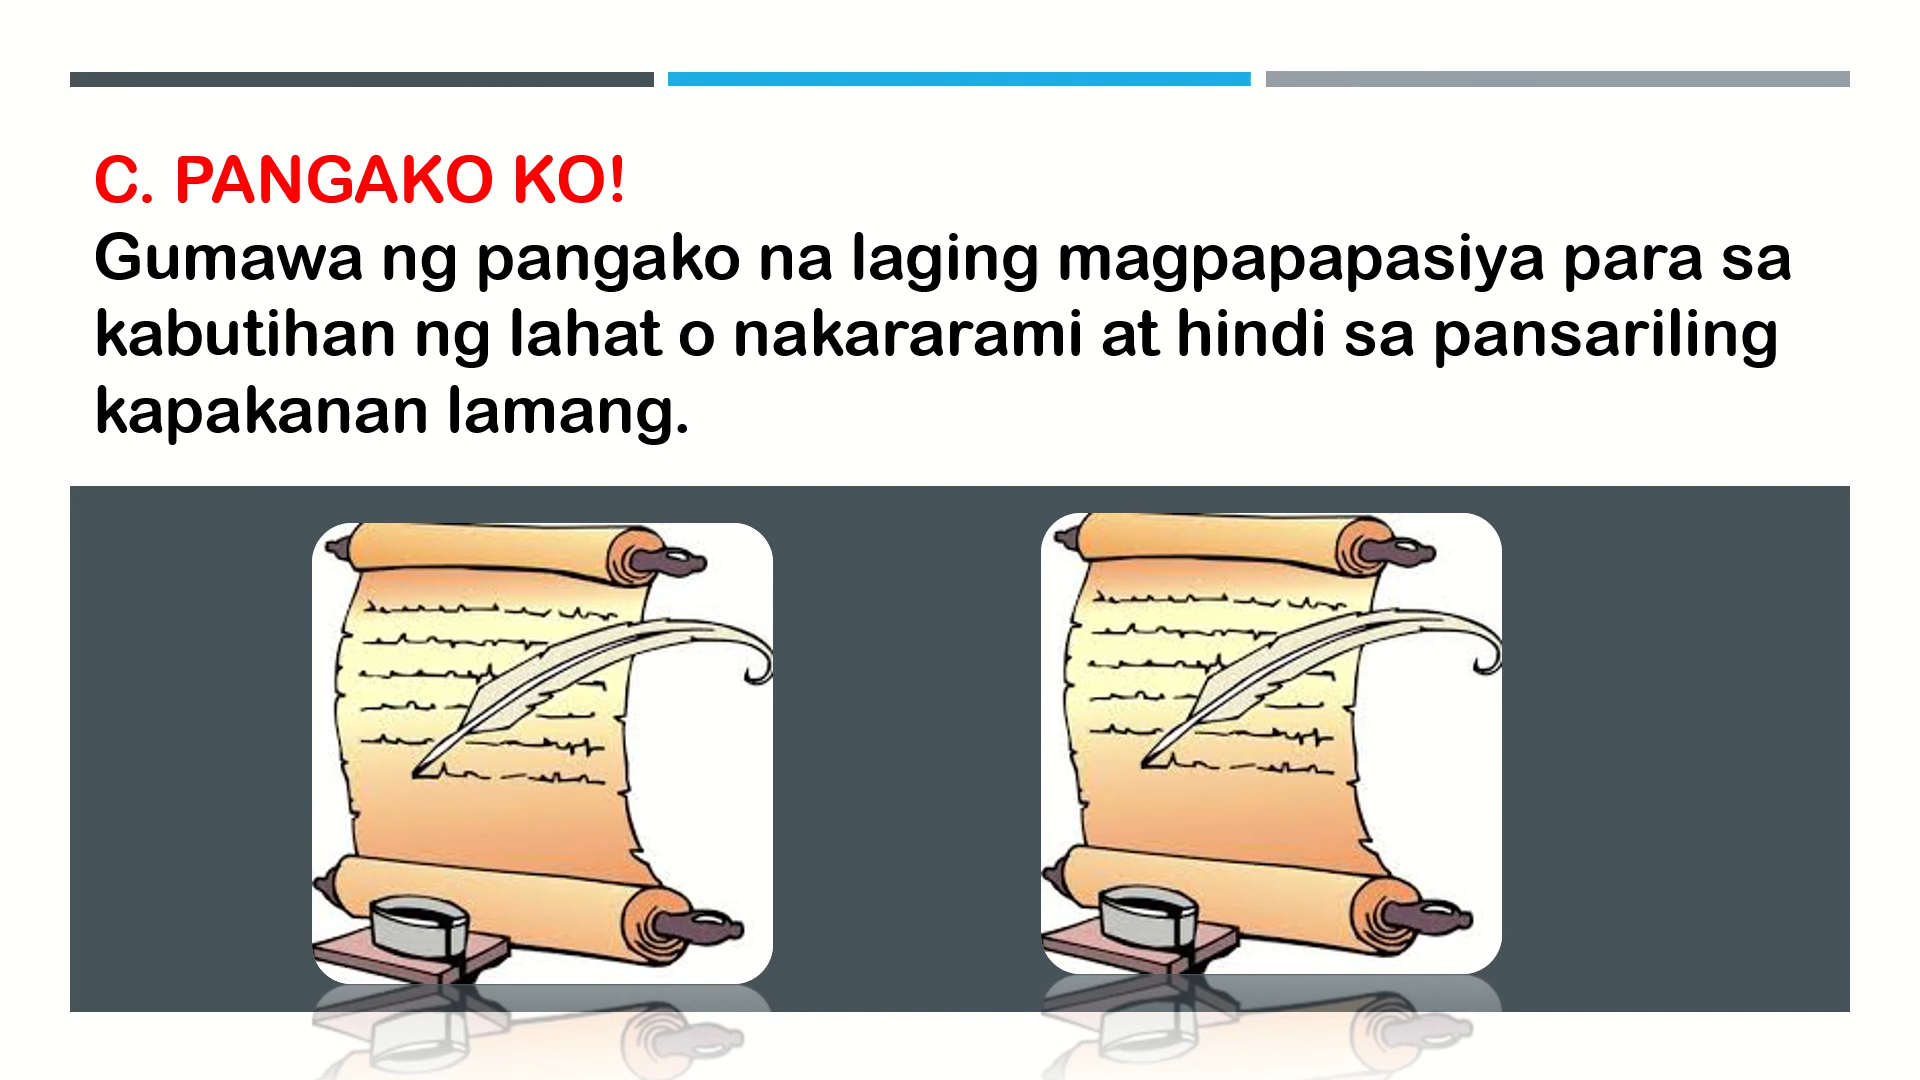 C. PANGAKO KO!
Gumawa ng pangako na laging magpapapasiya para sa
kabutihan ng lahat o nakararami at hindi sa pansariling
kapakanan lamang.